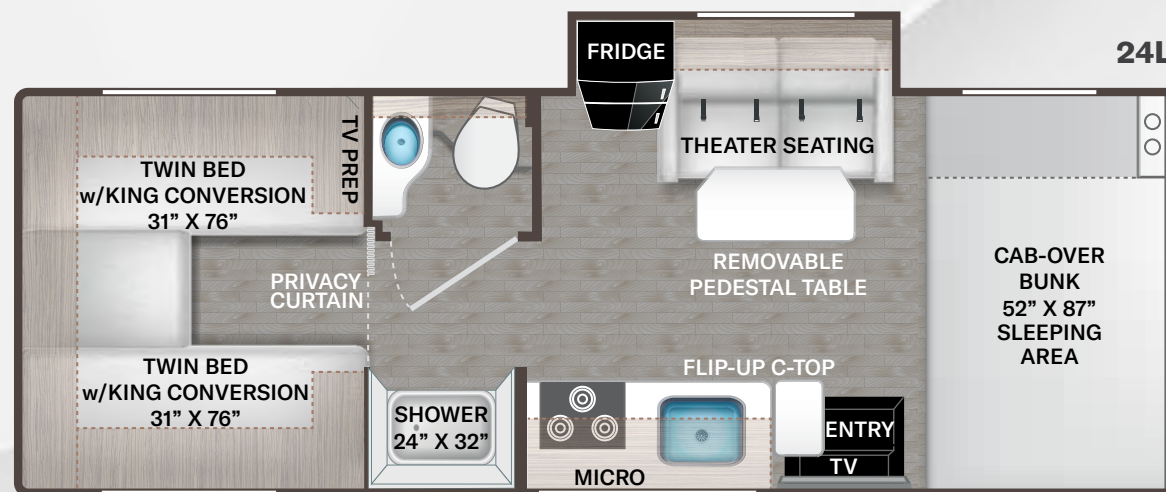 24L
FRIDGE
THEATER SEATING
TV PREP
TWIN BED
w/KING CONVERSION
31” X 76”
REMOVABLE
PEDESTAL TABLE
PRIVACY
CURTAIN
CAB-OVER
BUNK
52” X 87”
SLEEPING
AREA
TWIN BED
w/KING CONVERSION
31” X 76”
FLIP-UP C-TOP
SHOWER
24” X 32”
ENTRY
TV
MICRO